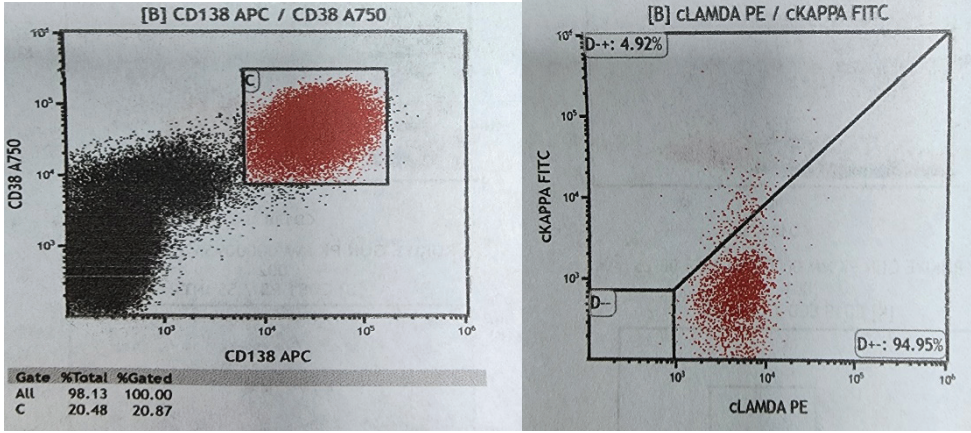 [B] CD138 APC / CD38 A750
10⁶
C
10⁵
CD38 A750
10⁴
10³
10³ 10⁴ 10⁵ 10⁶
CD138 APC
Gate %Total %Gated
All 98.13 100.00
C 20.48 20.87
[B] cLAMDA PE / cKAPPA FITC
10⁶
D-+: 4.92%
10⁵
cKAPPA FITC
10⁴
10³
D--
D+-: 94.95%
10³ 10⁴ 10⁵ 10⁶
cLAMDA PE